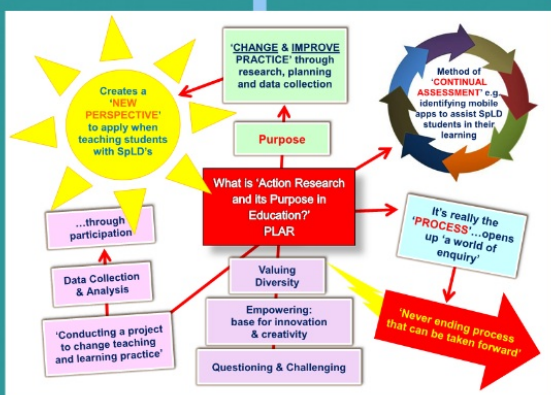 'CHANGE & IMPROVE
PRACTICE' through
research, planning
and data collection
Creates a
'NEW
PERSPECTIVE'
to apply when
teaching students
with SpLD's
Method of
'CONTINUAL
ASSESSMENT' e.g.,
identifying mobile
apps to assist SpLD
students in their
learning
Purpose
What is 'Action Research
and its Purpose in
Education?'
PLAR
...through
participation
It's really the
'PROCESS'...opens
up 'a world of
enquiry'
Data Collection
& Analysis
Valuing
Diversity
Empowering:
base for innovation
& creativity
'Conducting a project
to change teaching
and learning practice'
Questioning & Challenging
'Never ending process
that can be taken forward'